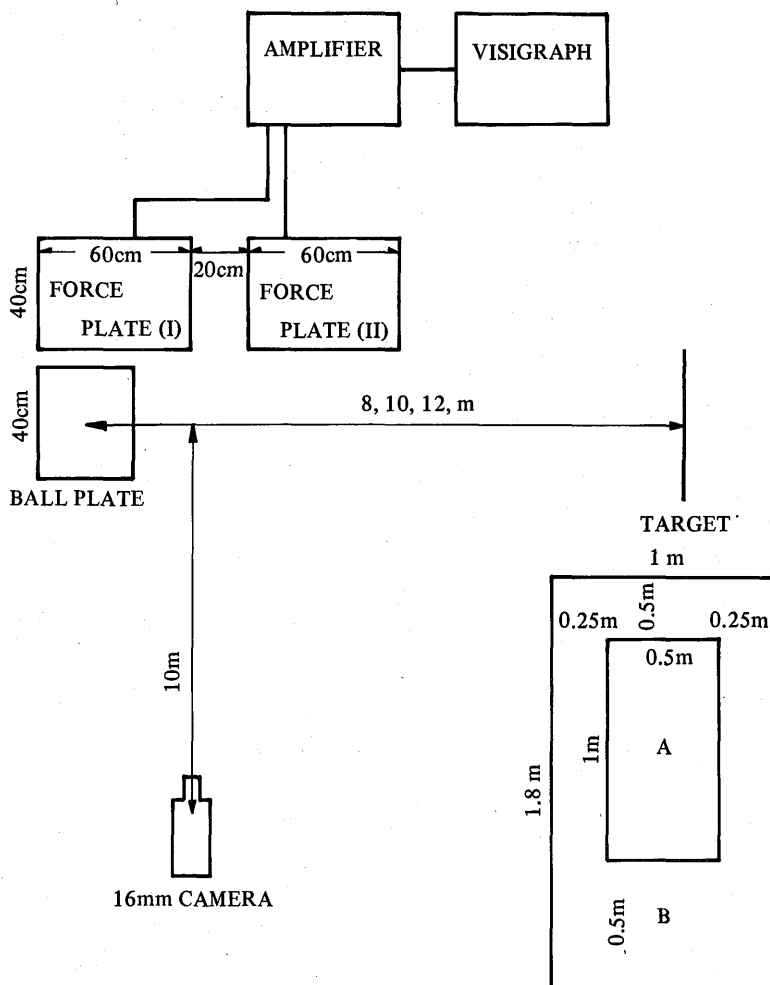 AMPLIFIER
VISIGRAPH
60cm
20cm
60cm
40cm
FORCE
PLATE (I)
FORCE
PLATE (II)
40cm
8, 10, 12, m
BALL PLATE
TARGET
1 m
10m
0.25m
0.5m
0.25m
0.5m
1.8 m
1m
A
0.5m
B
16mm CAMERA